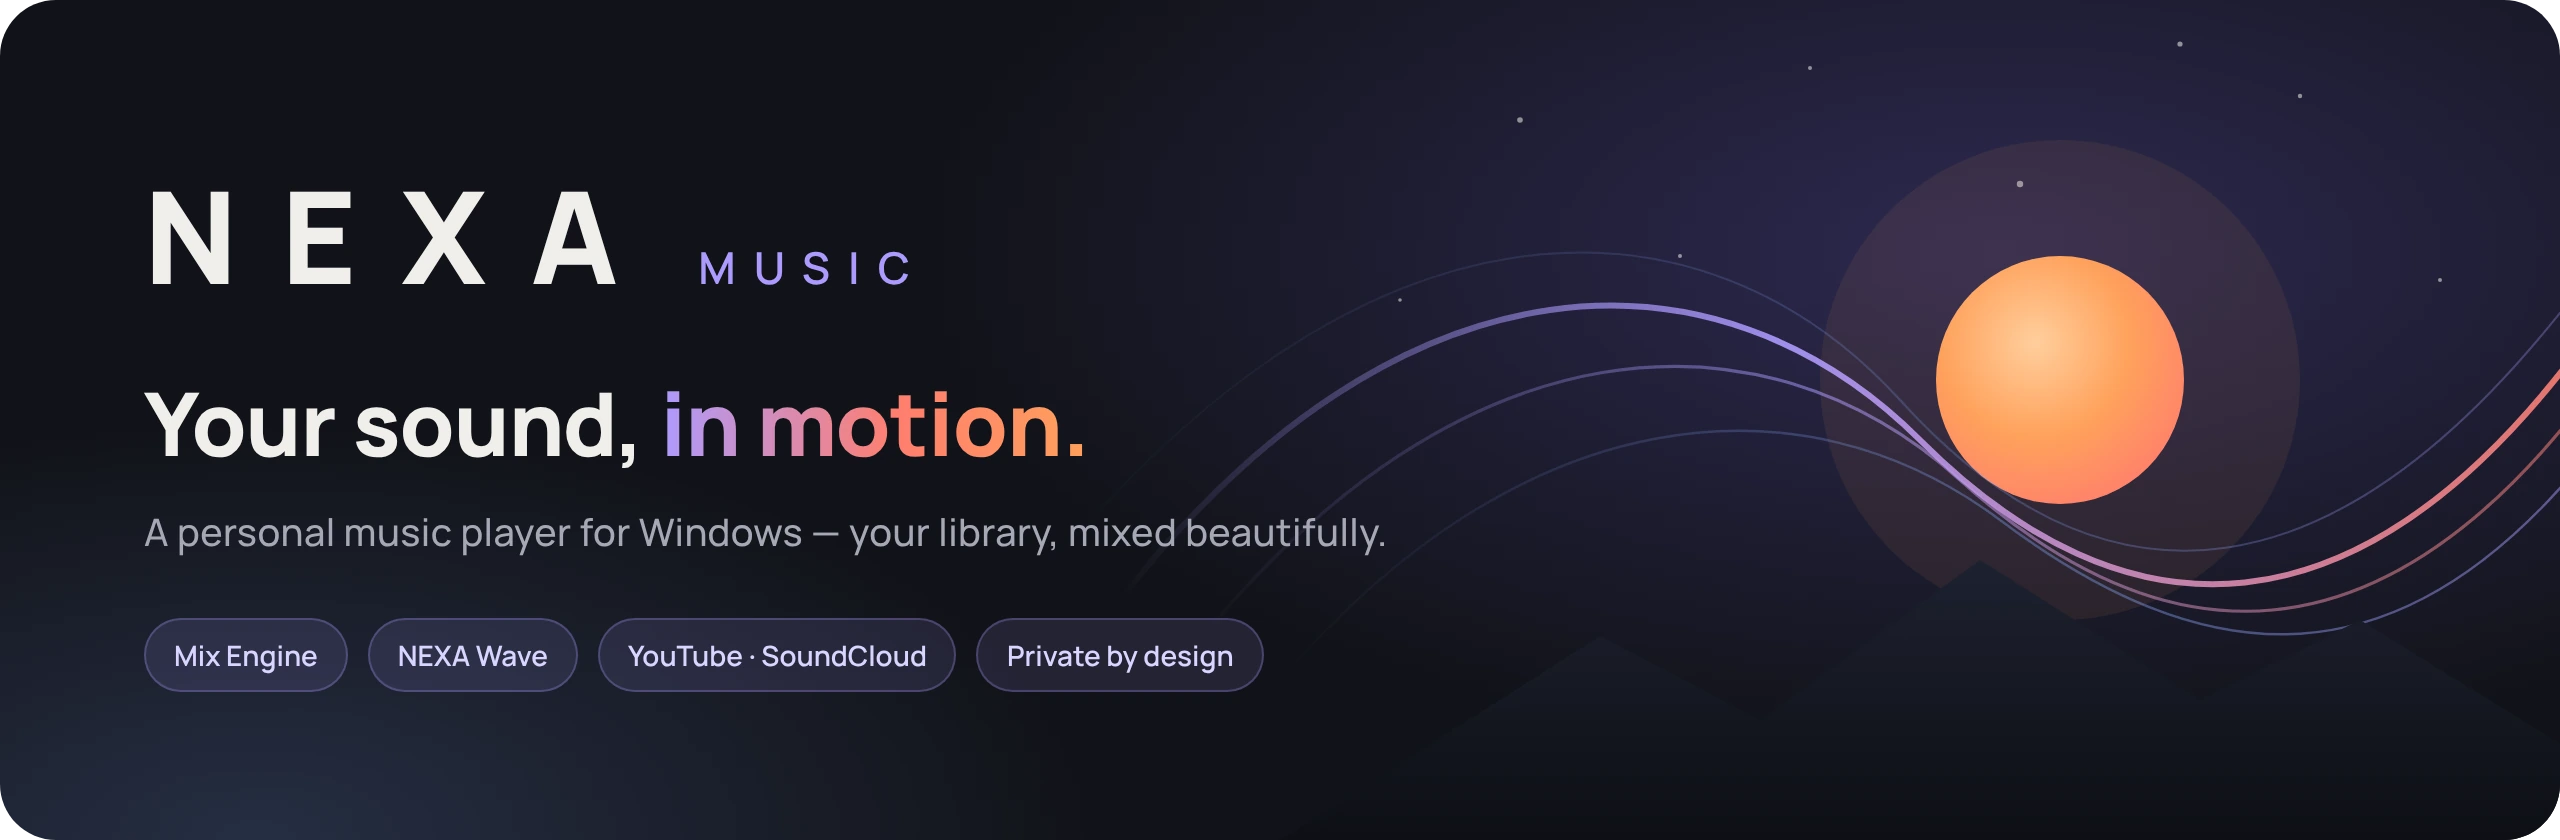 NEXA MUSIC
Your sound, in motion.
A personal music player for Windows — your library, mixed beautifully.
Mix Engine
NEXA Wave
YouTube · SoundCloud
Private by design